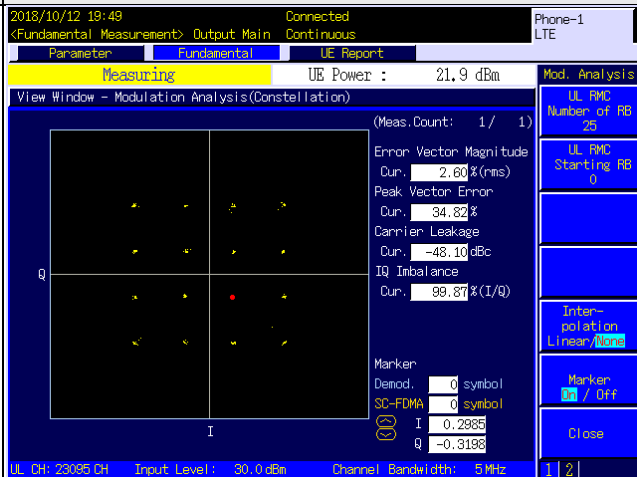 2018/10/12 19:49 Connected Phone-1
<Fundamental Measurement> Output Main Continuous LTE
Parameter Fundamental UE Report
Measuring UE Power : 21.9 dBm Mod. Analysis
View Window - Modulation Analysis(Constellation)
UL RMC
Number of RB
25
(Meas.Count: 1/ 1)
Error Vector Magnitude
Cur. 2.60 %(rms)
Peak Vector Error
Cur. 34.82 %
Carrier Leakage
Cur. -48.10 dBc
IQ Imbalance
Cur. 99.87 %(I/Q)
UL RMC
Starting RB
0
Q
I
Inter-
polation
Linear/None
Marker
Demod. 0 symbol
SC-FDMA 0 symbol
I 0.2985
Q -0.3198
Marker
On / Off
Close
UL CH: 23095 CH Input Level: 30.0 dBm Channel Bandwidth: 5 MHz 1 2